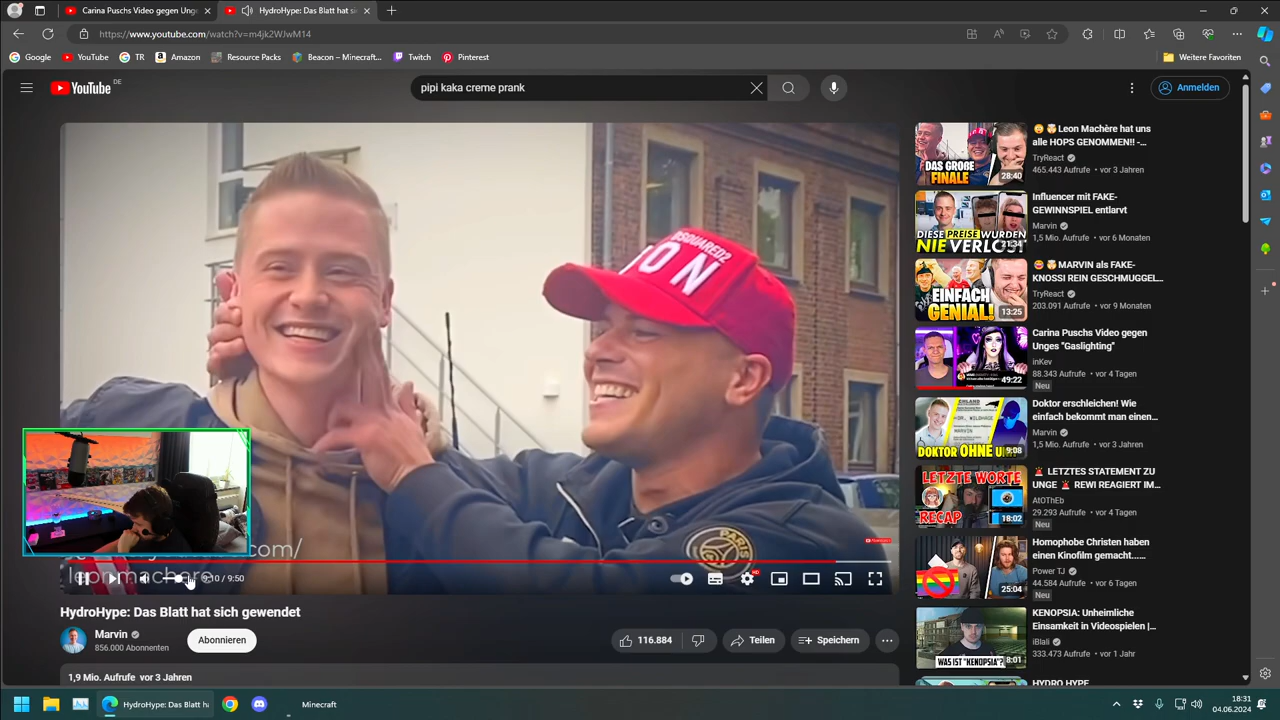 Carina Puschs Video gegen Unge
HydroHype: Das Blatt hat sic
https://www.youtube.com/watch?v=m4jk2WJwM14
Google
YouTube
TR
Amazon
Resource Packs
Beacon – Minecraft...
Twitch
Pinterest
Weitere Favoriten
YouTube DE
pipi kaka creme prank
Anmelden
DSQUARED2
ON
PARIS
HydroHype: Das Blatt hat sich gewendet
Marvin
856.000 Abonnenten
Abonnieren
116.884
Teilen
Speichern
1,9 Mio. Aufrufe vor 3 Jahren
/ 9:50
HD
DAS GROßE
FINALE
28:40
Leon Machère hat uns
alle HOPS GENOMMEN!! -...
TryReact
465.443 Aufrufe • vor 3 Jahren
DIESE PREISE WURDEN
NIE VERLOST
21:34
Influencer mit FAKE-
GEWINNSPIEL entlarvt
Marvin
1,5 Mio. Aufrufe • vor 6 Monaten
EINFACH
GENIAL!
13:25
MARVIN als FAKE-
KNOSSI REIN GESCHMUGGEL...
TryReact
203.091 Aufrufe • vor 9 Monaten
49:22
Carina Puschs Video gegen
Unges "Gaslighting"
inKev
88.343 Aufrufe • vor 4 Tagen
Neu
DR. WILDHAGE
MARVIN
DOKTOR OHNE
9:08
Doktor erschleichen! Wie
einfach bekommt man einen...
Marvin
1,5 Mio. Aufrufe • vor 4 Jahren
LETZTE WORTE
RECAP
18:02
LETZTES STATEMENT ZU
UNGE REWI REAGIERT IM...
AtOThEb
29.293 Aufrufe • vor 4 Tagen
Neu
25:04
Homophobe Christen haben
einen Kinofilm gemacht....
Power TJ
44.584 Aufrufe • vor 6 Tagen
Neu
WAS IST "KENOPSIA"?
8:01
KENOPSIA: Unheimliche
Einsamkeit in Videospielen |...
iBlali
333.473 Aufrufe • vor 1 Jahr
HYDRO HYPE
HydroHype: Das Blatt ha
Minecraft
18:31
04.06.2024